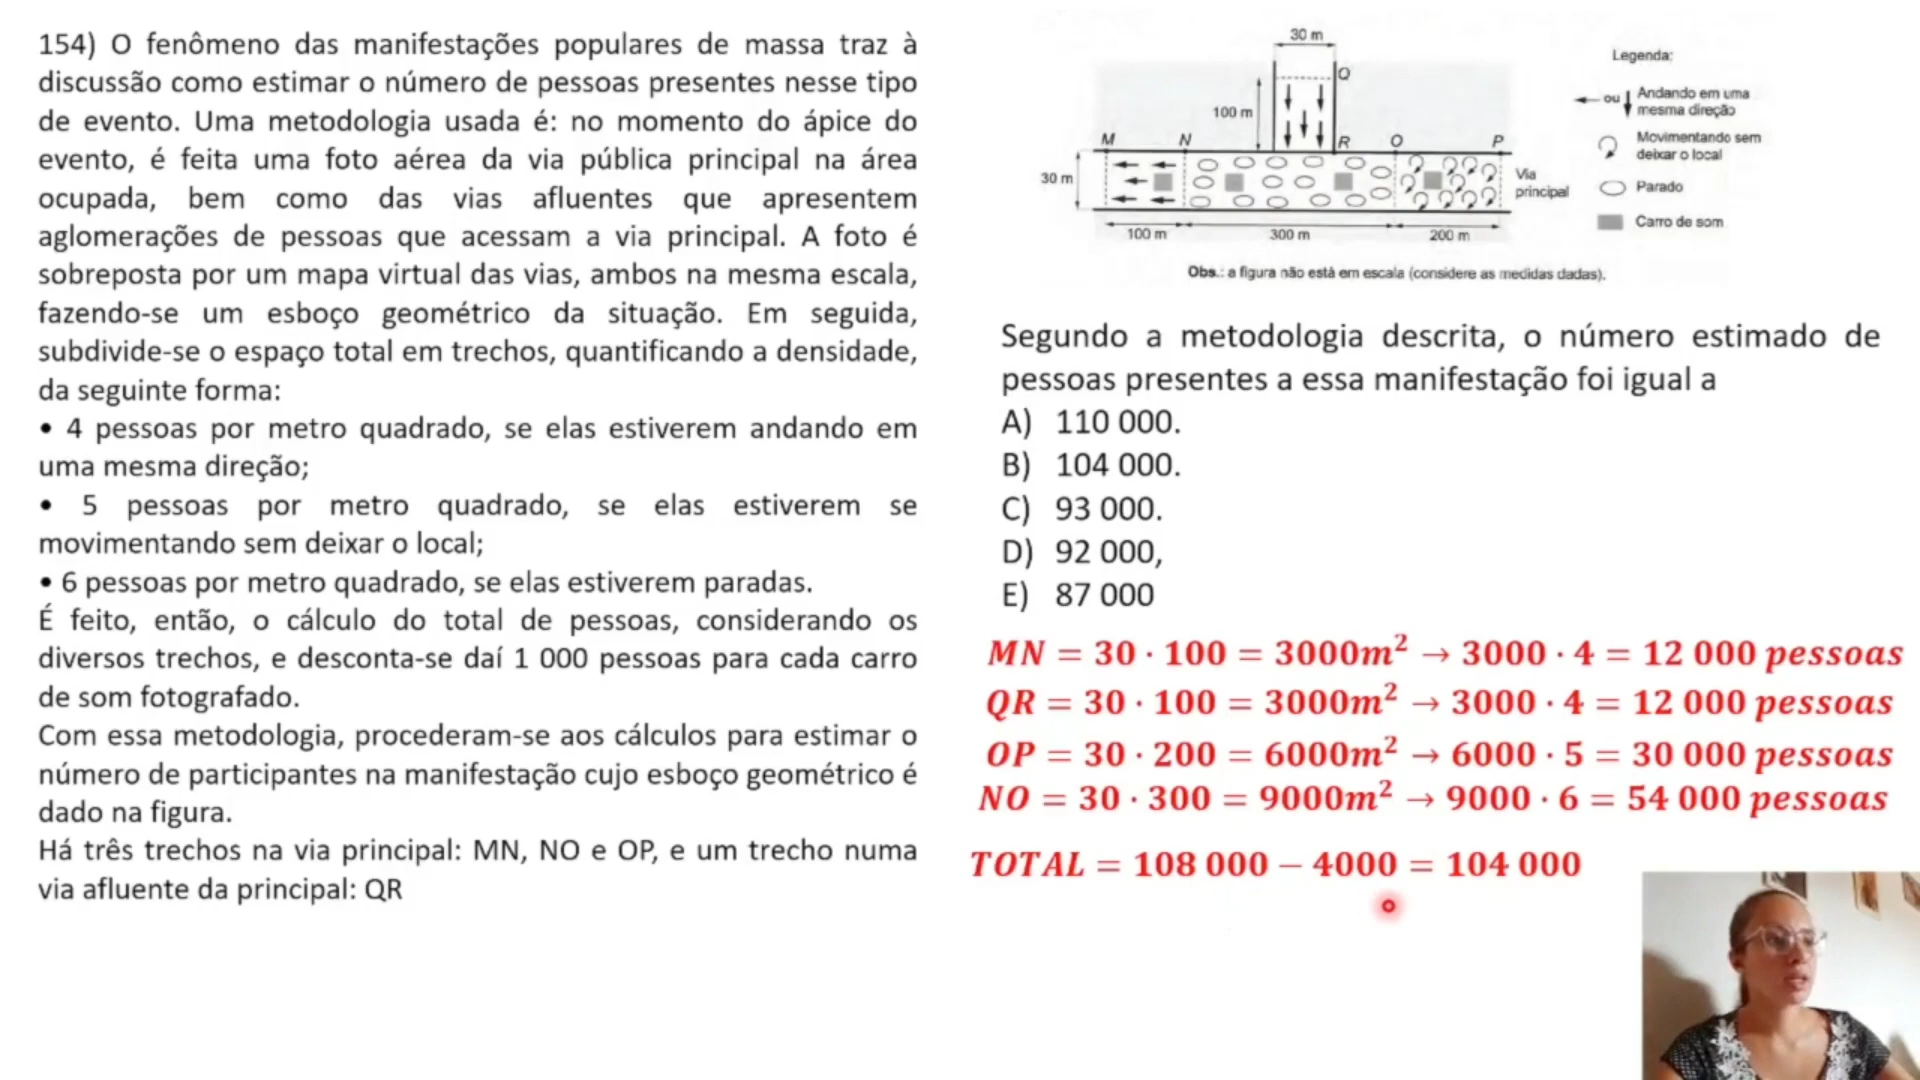 154) O fenômeno das manifestações populares de massa traz à
discussão como estimar o número de pessoas presentes nesse tipo
de evento. Uma metodologia usada é: no momento do ápice do
evento, é feita uma foto aérea da via pública principal na área
ocupada, bem como das vias afluentes que apresentem
aglomerações de pessoas que acessam a via principal. A foto é
sobreposta por um mapa virtual das vias, ambos na mesma escala,
fazendo-se um esboço geométrico da situação. Em seguida,
subdivide-se o espaço total em trechos, quantificando a densidade,
da seguinte forma:
• 4 pessoas por metro quadrado, se elas estiverem andando em
uma mesma direção;
• 5 pessoas por metro quadrado, se elas estiverem se
movimentando sem deixar o local;
• 6 pessoas por metro quadrado, se elas estiverem paradas.
É feito, então, o cálculo do total de pessoas, considerando os
diversos trechos, e desconta-se daí 1 000 pessoas para cada carro
de som fotografado.
Com essa metodologia, procederam-se aos cálculos para estimar o
número de participantes na manifestação cujo esboço geométrico é
dado na figura.
Há três trechos na via principal: MN, NO e OP, e um trecho numa
via afluente da principal: QR
30 m
Q
100 m
M N R O P
30 m
Via
principal
100 m 300 m 200 m
Legenda:
ou Andando em uma
mesma direção
Movimentando sem
deixar o local
Parado
Carro de som
Obs.: a figura não está em escala (considere as medidas dadas).
Segundo a metodologia descrita, o número estimado de
pessoas presentes a essa manifestação foi igual a
A) 110 000.
B) 104 000.
C) 93 000.
D) 92 000,
E) 87 000
MN = 30 · 100 = 3000m² → 3000 · 4 = 12 000 pessoas
QR = 30 · 100 = 3000m² → 3000 · 4 = 12 000 pessoas
OP = 30 · 200 = 6000m² → 6000 · 5 = 30 000 pessoas
NO = 30 · 300 = 9000m² → 9000 · 6 = 54 000 pessoas
TOTAL = 108 000 − 4000 = 104 000